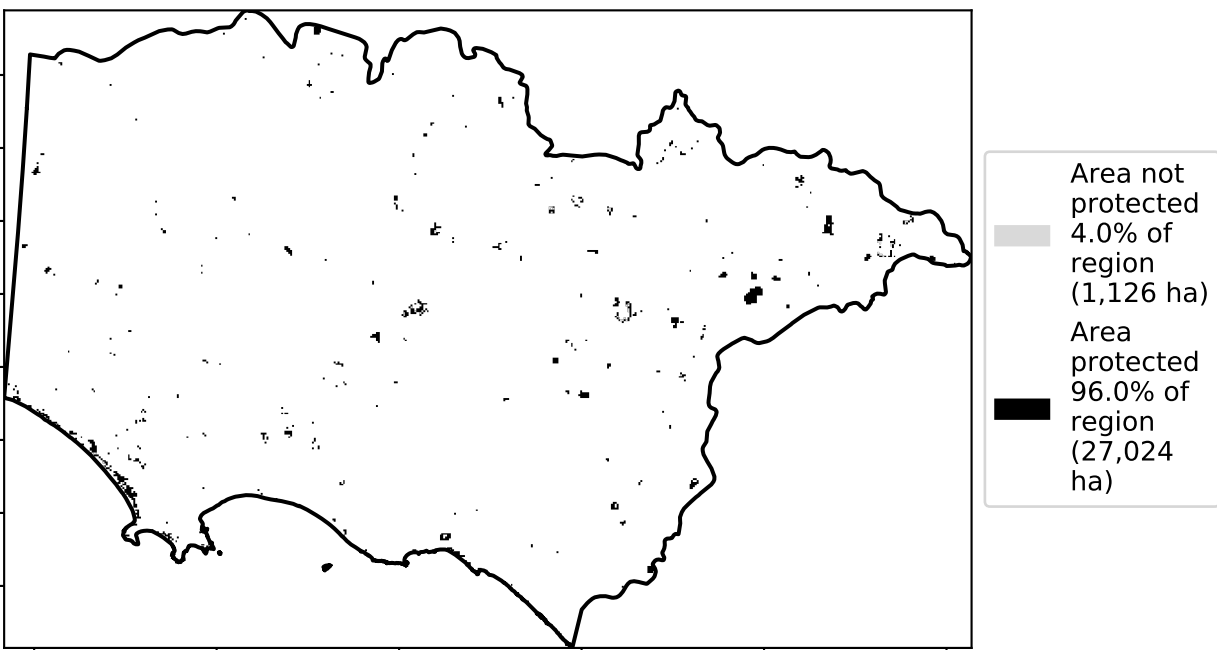 Area not
protected
4.0% of
region
(1,126 ha)
Area
protected
96.0% of
region
(27,024
ha)